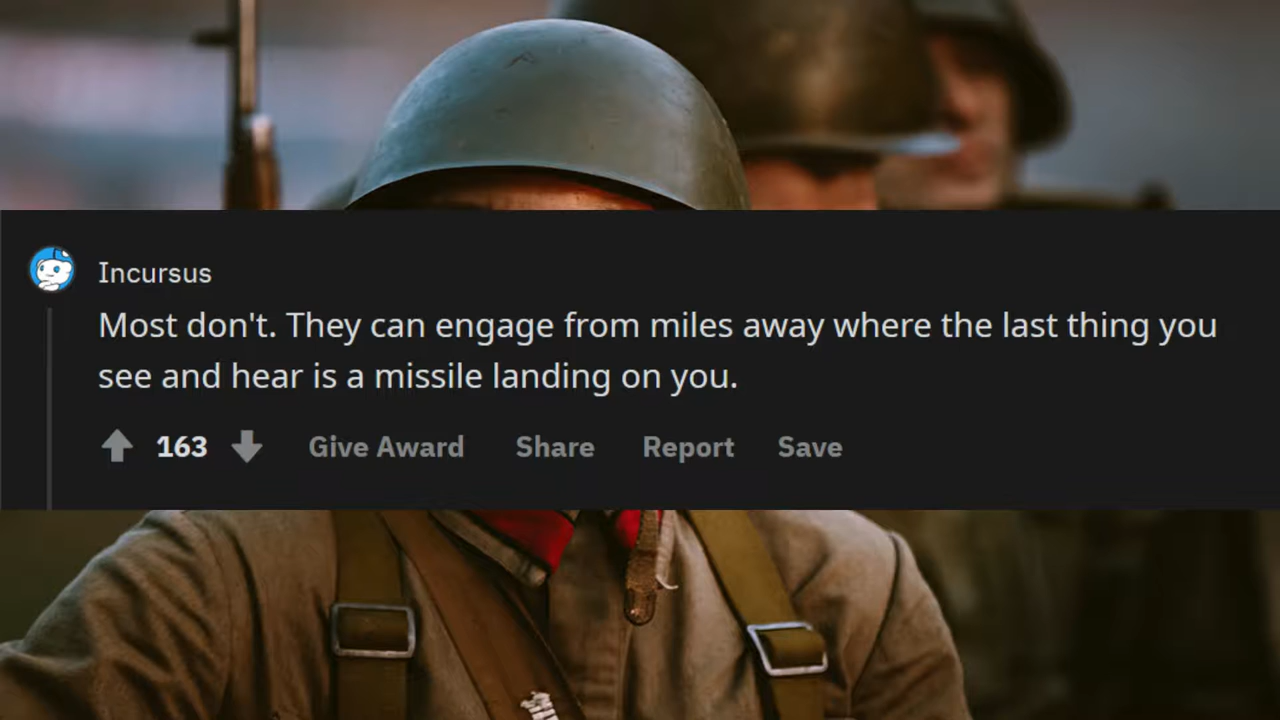 Incursus
Most don't. They can engage from miles away where the last thing you
see and hear is a missile landing on you.
163 Give Award Share Report Save